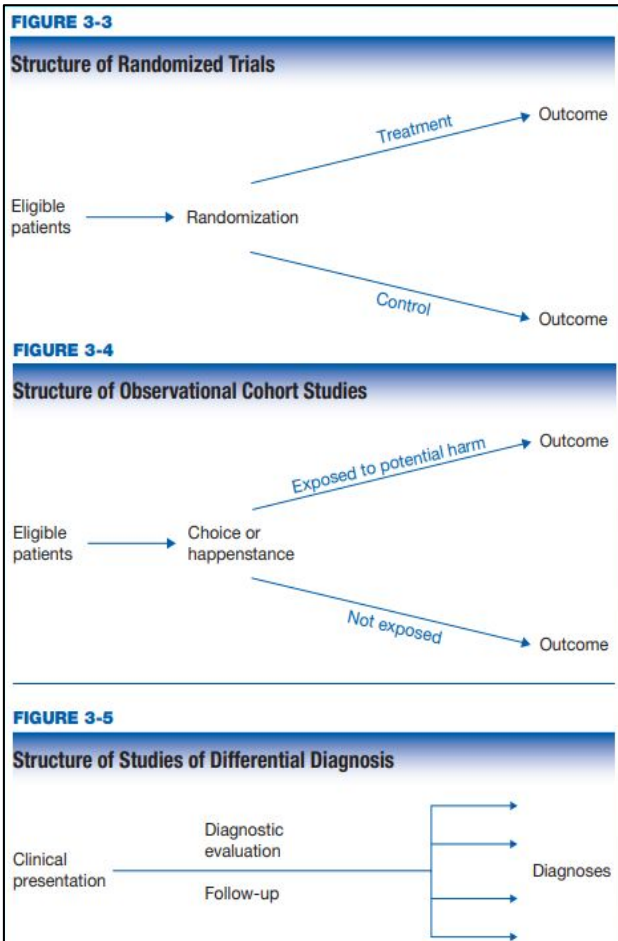 FIGURE 3-3
Structure of Randomized Trials
Treatment
Outcome
Eligible
patients
Randomization
Control
Outcome
FIGURE 3-4
Structure of Observational Cohort Studies
Exposed to potential harm
Outcome
Eligible
patients
Choice or
happenstance
Not exposed
Outcome
FIGURE 3-5
Structure of Studies of Differential Diagnosis
Clinical
presentation
Diagnostic
evaluation
Follow-up
Diagnoses